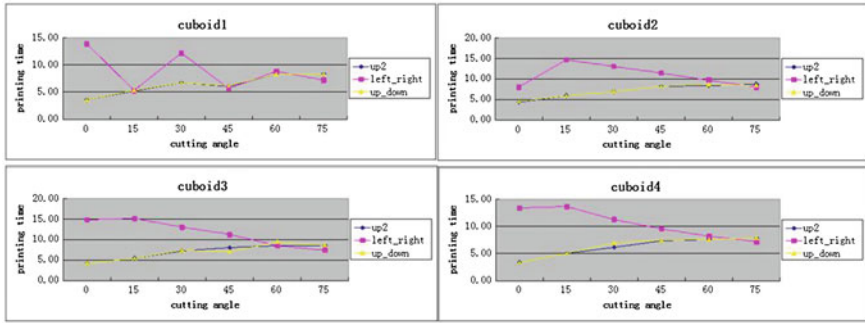 cuboid1
printing time
15.00
10.00
5.00
0.00
0 15 30 45 60 75
cutting angle
up2
left_right
up_down
cuboid2
printing time
20.00
15.00
10.00
5.00
0.00
0 15 30 45 60 75
cutting angle
up2
left_right
up_down
cuboid3
printing time
20.00
15.00
10.00
5.00
0.00
0 15 30 45 60 75
cutting angle
up2
left_right
up_down
cuboid4
printing time
15.00
10.00
5.00
0.00
0 15 30 45 60 75
cutting angle
up2
left_right
up_down